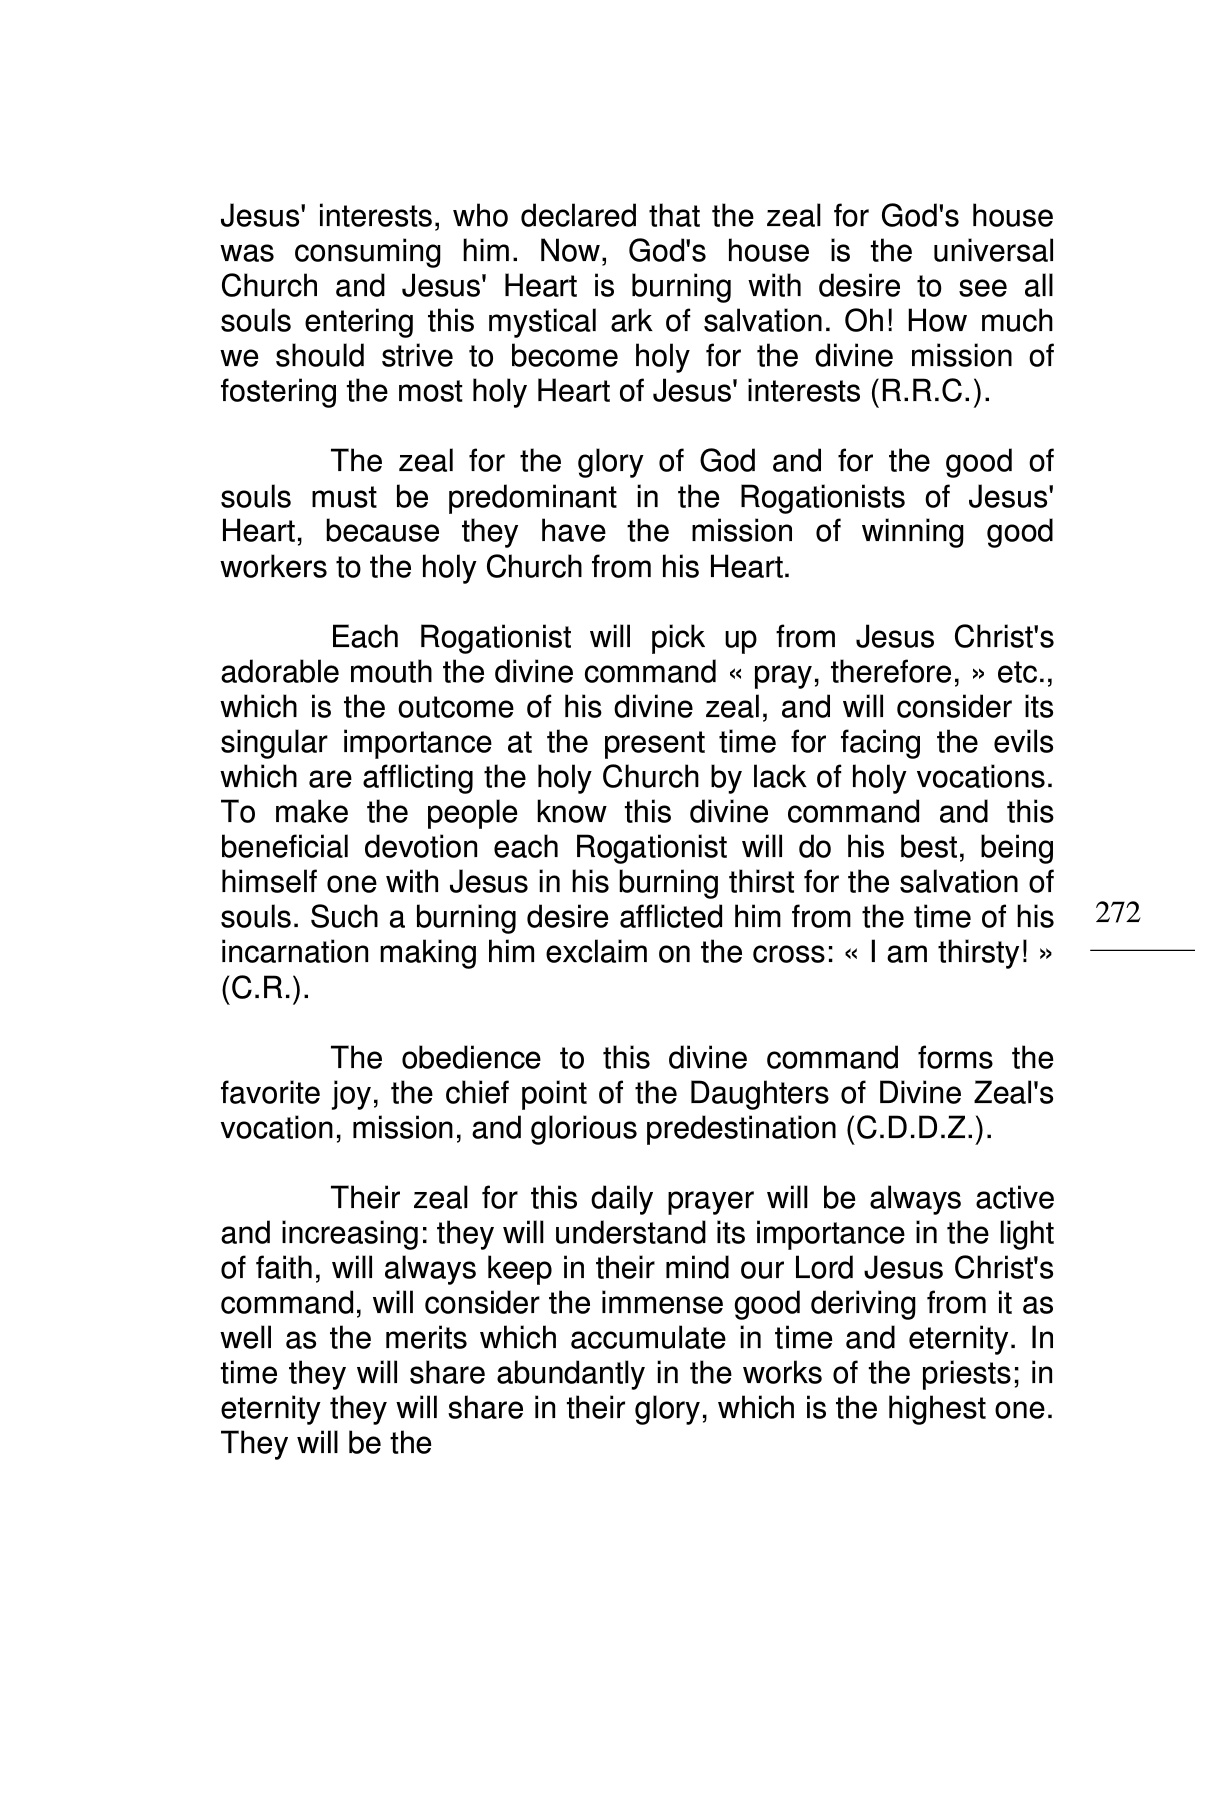 Jesus' interests, who declared that the zeal for God's house
was consuming him. Now, God's house is the universal
Church and Jesus' Heart is burning with desire to see all
souls entering this mystical ark of salvation. Oh! How much
we should strive to become holy for the divine mission of
fostering the most holy Heart of Jesus' interests (R.R.C.).
The zeal for the glory of God and for the good of
souls must be predominant in the Rogationists of Jesus'
Heart, because they have the mission of winning good
workers to the holy Church from his Heart.
Each Rogationist will pick up from Jesus Christ's
adorable mouth the divine command « pray, therefore, » etc.,
which is the outcome of his divine zeal, and will consider its
singular importance at the present time for facing the evils
which are afflicting the holy Church by lack of holy vocations.
To make the people know this divine command and this
beneficial devotion each Rogationist will do his best, being
himself one with Jesus in his burning thirst for the salvation of
souls. Such a burning desire afflicted him from the time of his
incarnation making him exclaim on the cross: « I am thirsty! »
(C.R.).
272
The obedience to this divine command forms the
favorite joy, the chief point of the Daughters of Divine Zeal's
vocation, mission, and glorious predestination (C.D.D.Z.).
Their zeal for this daily prayer will be always active
and increasing: they will understand its importance in the light
of faith, will always keep in their mind our Lord Jesus Christ's
command, will consider the immense good deriving from it as
well as the merits which accumulate in time and eternity. In
time they will share abundantly in the works of the priests; in
eternity they will share in their glory, which is the highest one.
They will be the